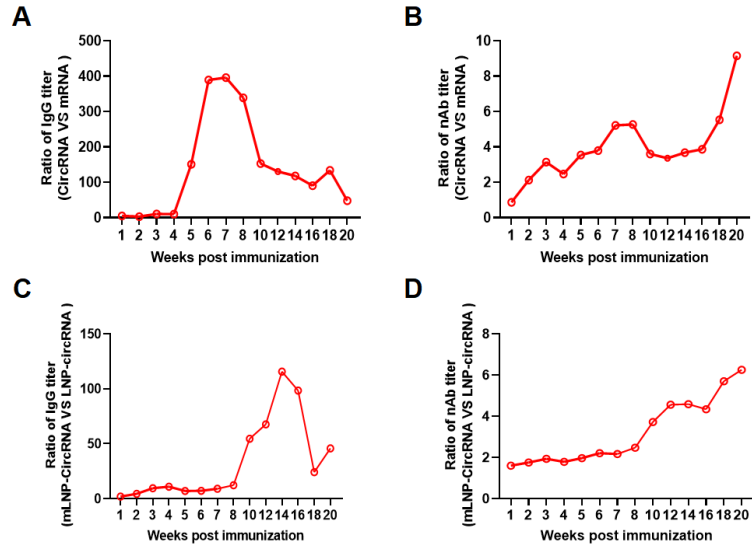 A
Ratio of IgG titer
(CircRNA VS mRNA )
500
400
300
200
100
0
1 2 3 4 5 6 7 8 10 12 14 16 18 20
Weeks post immunization
B
Ratio of nAb titer
(CircRNA VS mRNA )
10
8
6
4
2
0
1 2 3 4 5 6 7 8 10 12 14 16 18 20
Weeks post immunization
C
Ratio of IgG titer
(mLNP-CircRNA VS LNP-circRNA )
150
100
50
0
1 2 3 4 5 6 7 8 10 12 14 16 18 20
Weeks post immunization
D
Ratio of nAb titer
(mLNP-CircRNA VS LNP-circRNA )
8
6
4
2
0
1 2 3 4 5 6 7 8 10 12 14 16 18 20
Weeks post immunization